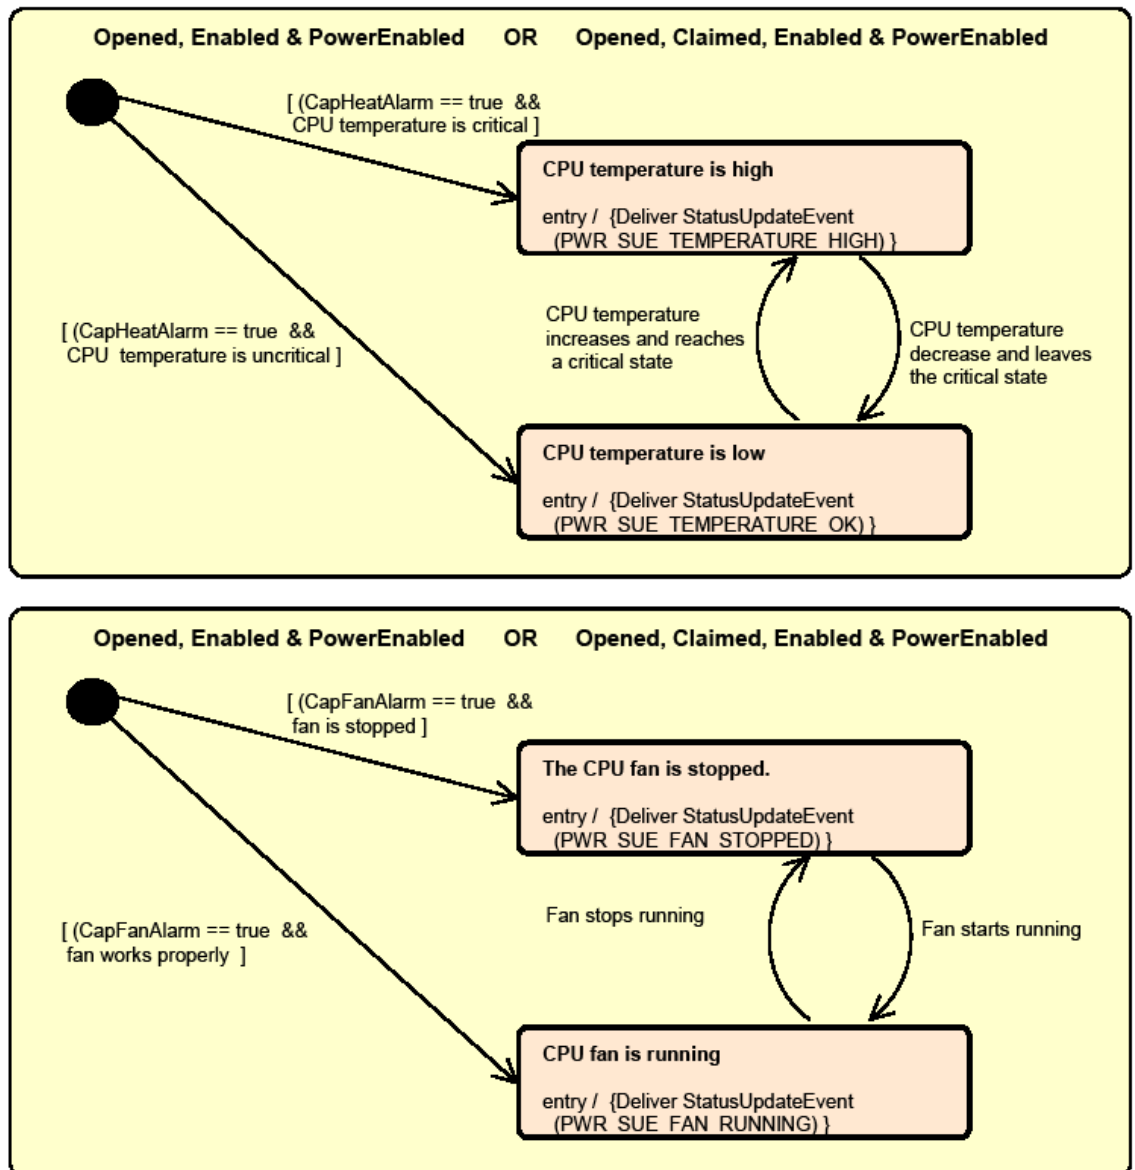 Opened, Enabled & PowerEnabled OR Opened, Claimed, Enabled & PowerEnabled
[ (CapHeatAlarm == true &&
CPU temperature is critical ]
CPU temperature is high
entry / {Deliver StatusUpdateEvent
(PWR_SUE_TEMPERATURE_HIGH) }
[ (CapHeatAlarm == true &&
CPU temperature is uncritical ]
CPU temperature
increases and reaches
a critical state
CPU temperature
decrease and leaves
the critical state
CPU temperature is low
entry / {Deliver StatusUpdateEvent
(PWR_SUE_TEMPERATURE_OK) }
Opened, Enabled & PowerEnabled OR Opened, Claimed, Enabled & PowerEnabled
[ (CapFanAlarm == true &&
fan is stopped ]
The CPU fan is stopped.
entry / {Deliver StatusUpdateEvent
(PWR_SUE_FAN_STOPPED) }
[ (CapFanAlarm == true &&
fan works properly ]
Fan stops running
Fan starts running
CPU fan is running
entry / {Deliver StatusUpdateEvent
(PWR_SUE_FAN_RUNNING) }